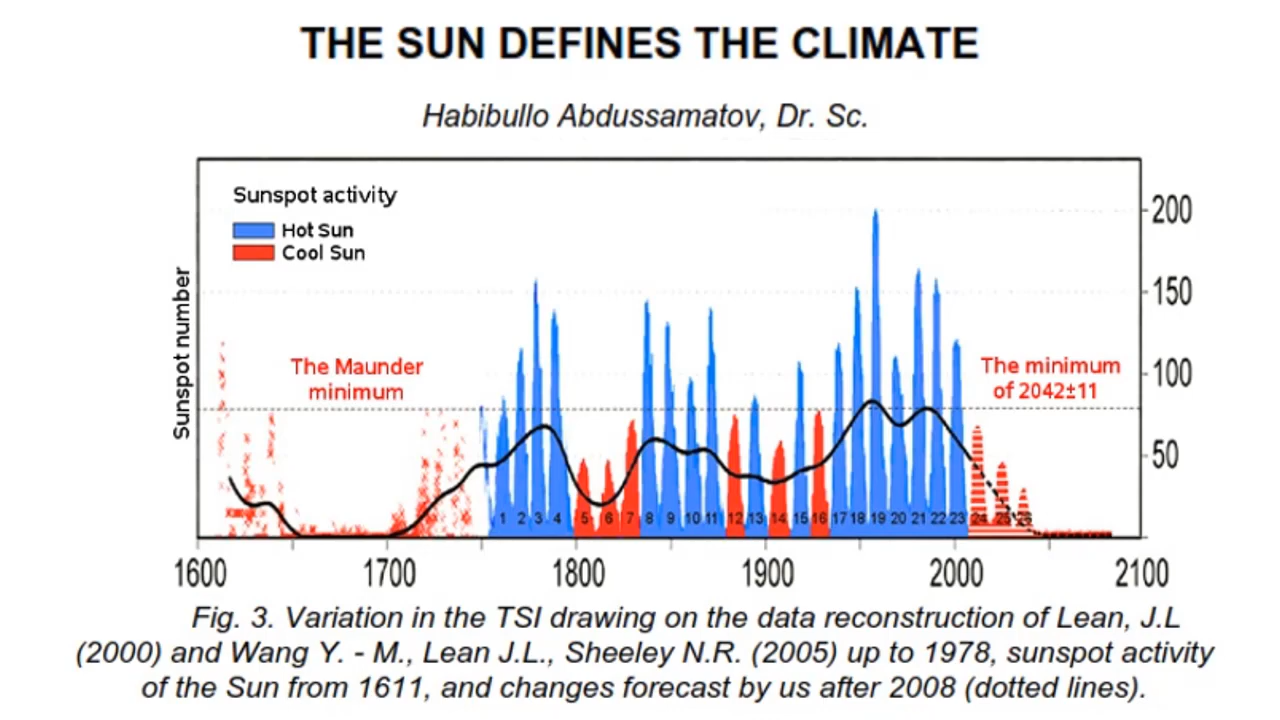 THE SUN DEFINES THE CLIMATE
Habibullo Abdussamatov, Dr. Sc.
Sunspot activity
Hot Sun
Cool Sun
Sunspot number
The Maunder
minimum
The minimum
of 2042±11
200
150
100
50
1 2 3 4 5 6 7 8 9 10 11 12 13 14 15 16 17 18 19 20 21 22 23 24 25 26
1600 1700 1800 1900 2000 2100
Fig. 3. Variation in the TSI drawing on the data reconstruction of Lean, J.L
(2000) and Wang Y. - M., Lean J.L., Sheeley N.R. (2005) up to 1978, sunspot activity
of the Sun from 1611, and changes forecast by us after 2008 (dotted lines).